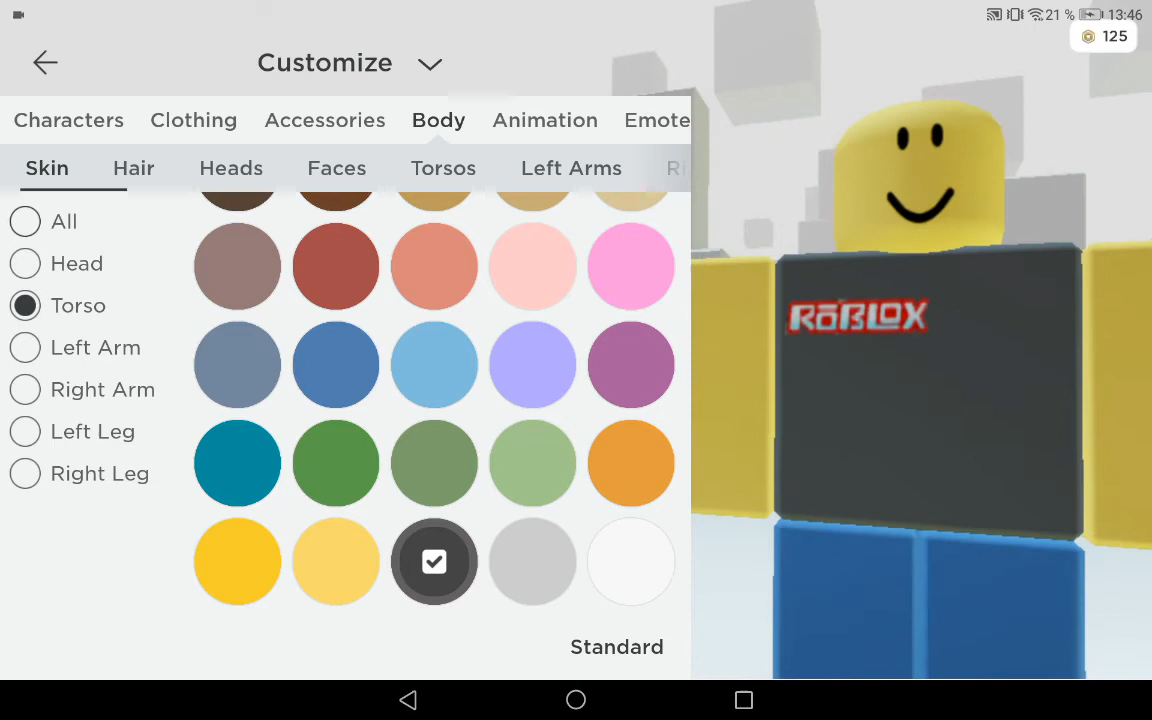 21 % 13:46
125
Customize
Characters Clothing Accessories Body Animation Emote
Skin Hair Heads Faces Torsos Left Arms Ri
All
Head
Torso
Left Arm
Right Arm
Left Leg
Right Leg
ROBLOX
Standard